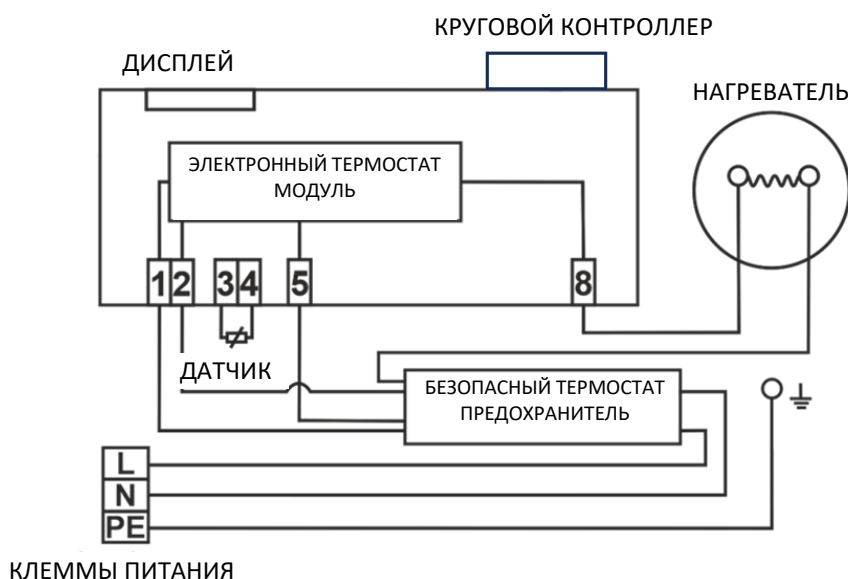 КРУГОВОЙ КОНТРОЛЛЕР
ДИСПЛЕЙ
НАГРЕВАТЕЛЬ
ЭЛЕКТРОННЫЙ ТЕРМОСТАТ
МОДУЛЬ
1 2 3 4 5 8
ДАТЧИК
БЕЗОПАСНЫЙ ТЕРМОСТАТ
ПРЕДОХРАНИТЕЛЬ
L
N
PE
КЛЕММЫ ПИТАНИЯ